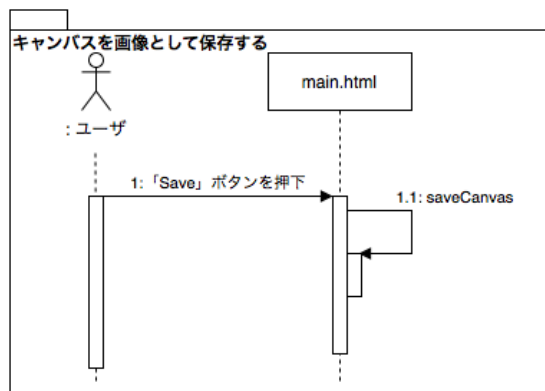 キャンバスを画像として保存する
main.html
: ユーザ
1:「Save」ボタンを押下
1.1: saveCanvas